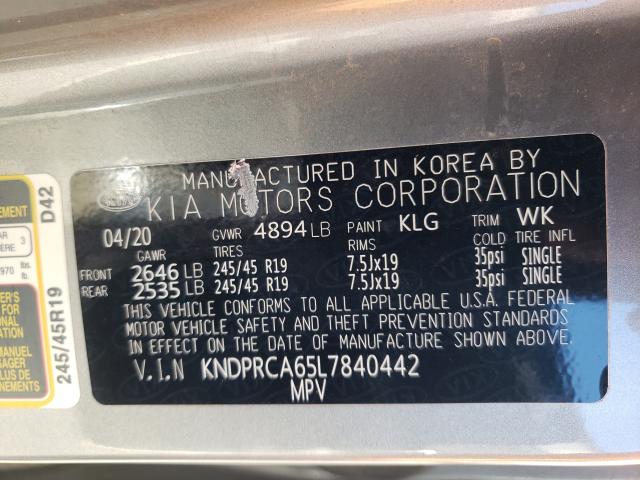 MANUFACTURED IN KOREA BY
KIA MOTORS CORPORATION
04/20 GVWR 4894 LB PAINT KLG TRIM WK
GAWR TIRES RIMS COLD TIRE INFL
FRONT 2646 LB 245/45 R19 7.5Jx19 35psi SINGLE
REAR 2535 LB 245/45 R19 7.5Jx19 35psi SINGLE
THIS VEHICLE CONFORMS TO ALL APPLICABLE U.S.A. FEDERAL
MOTOR VEHICLE SAFETY AND THEFT PREVENTION STANDARDS
IN EFFECT ON THE DATE OF MANUFACTURE SHOWN ABOVE.
V.I.N KNDPRCA65L7840442
MPV
D42
245/45R19
3
970 lbs.